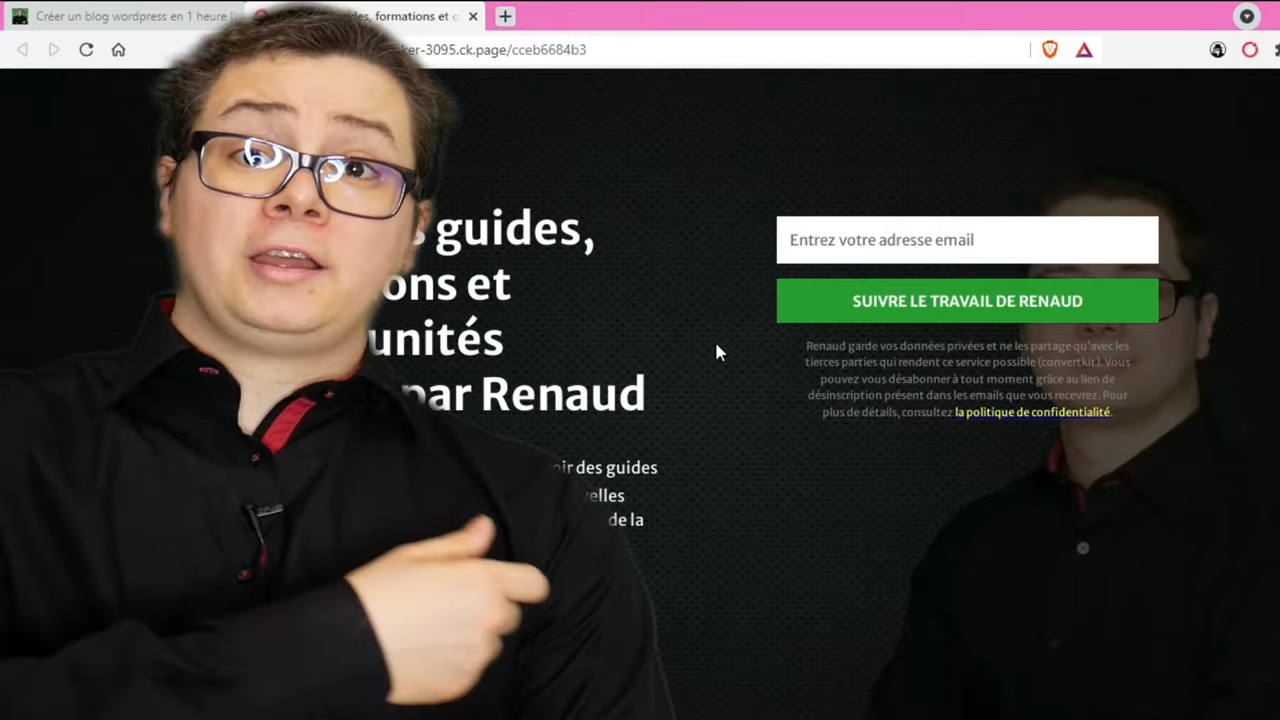 Créer un blog wordpress en 1 heure
des, formations et
ker-3095.ck.page/cceb6684b3
guides,
ons et
unités
par Renaud
ir des guides
velles
de la
Entrez votre adresse email
SUIVRE LE TRAVAIL DE RENAUD
Renaud garde vos données privées et ne les partage qu'avec les
tierces parties qui rendent ce service possible (convertkit). Vous
pouvez vous désabonner à tout moment grâce au lien de
désinscription présent dans les emails que vous recevrez. Pour
plus de détails, consultez la politique de confidentialité.